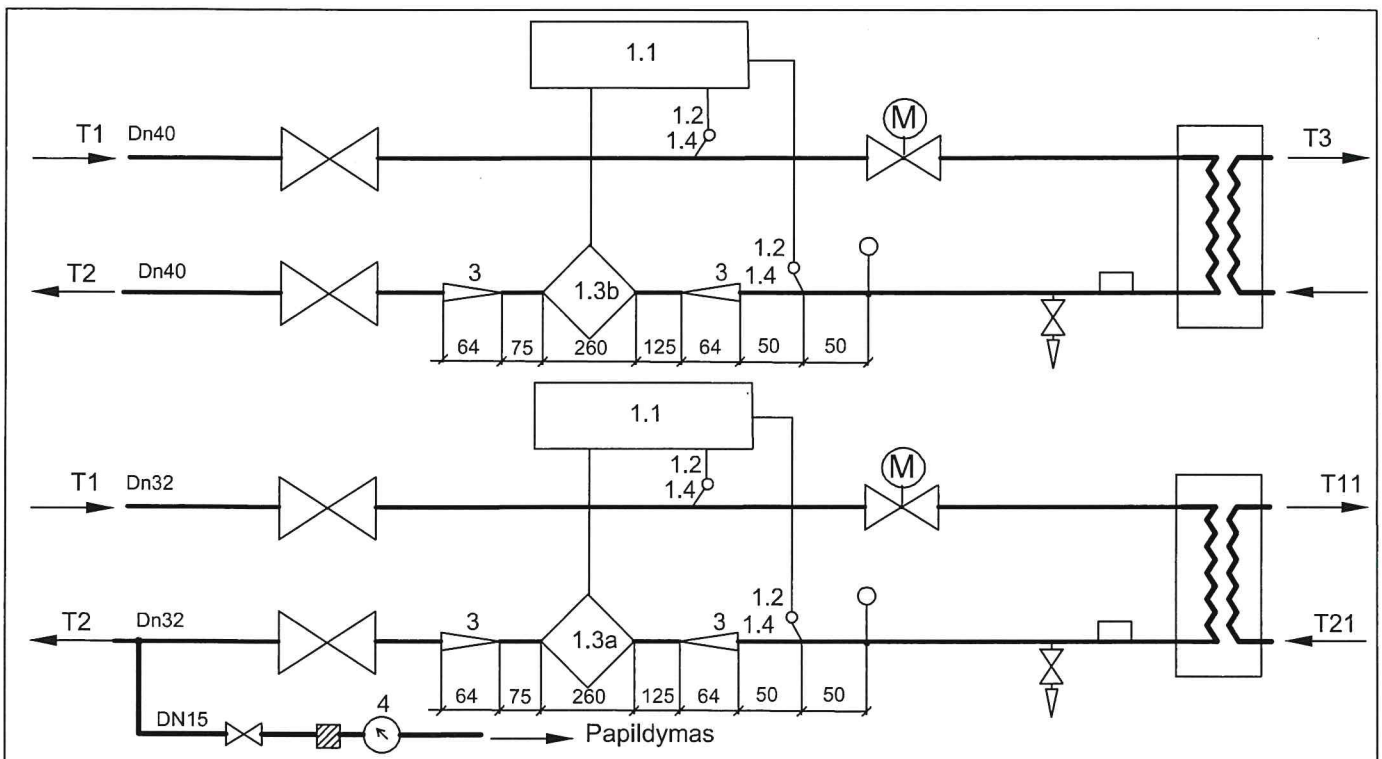 1.1
1.2
1.4
M
T1 Dn40
T3
T2 Dn40
3 1.3b 3 1.2
1.4
64 75 260 125 64 50 50
1.1
1.2
1.4
M
T1 Dn32
T11
T2 Dn32
3 1.3a 3 1.2
1.4
T21
64 75 260 125 64 50 50
DN15 4
Papildymas